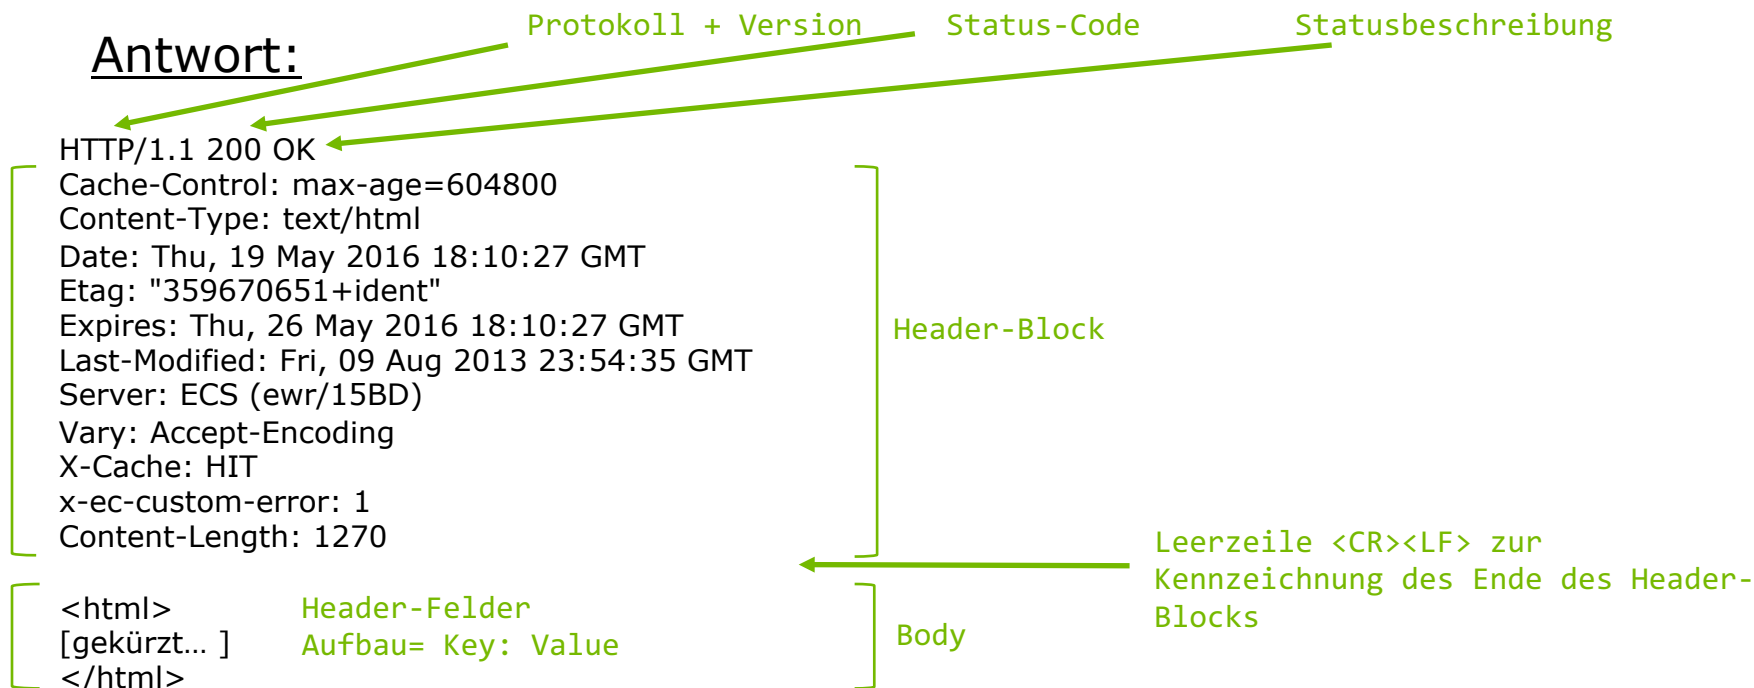 Protokoll + Version Status-Code Statusbeschreibung
Antwort:
HTTP/1.1 200 OK
Cache-Control: max-age=604800
Content-Type: text/html
Date: Thu, 19 May 2016 18:10:27 GMT
Etag: "359670651+ident"
Expires: Thu, 26 May 2016 18:10:27 GMT
Last-Modified: Fri, 09 Aug 2013 23:54:35 GMT
Server: ECS (ewr/15BD)
Vary: Accept-Encoding
X-Cache: HIT
x-ec-custom-error: 1
Content-Length: 1270
Header-Block
Leerzeile <CR><LF> zur
Kennzeichnung des Ende des Header-
Blocks
<html>
[gekürzt… ]
</html>
Header-Felder
Aufbau= Key: Value
Body